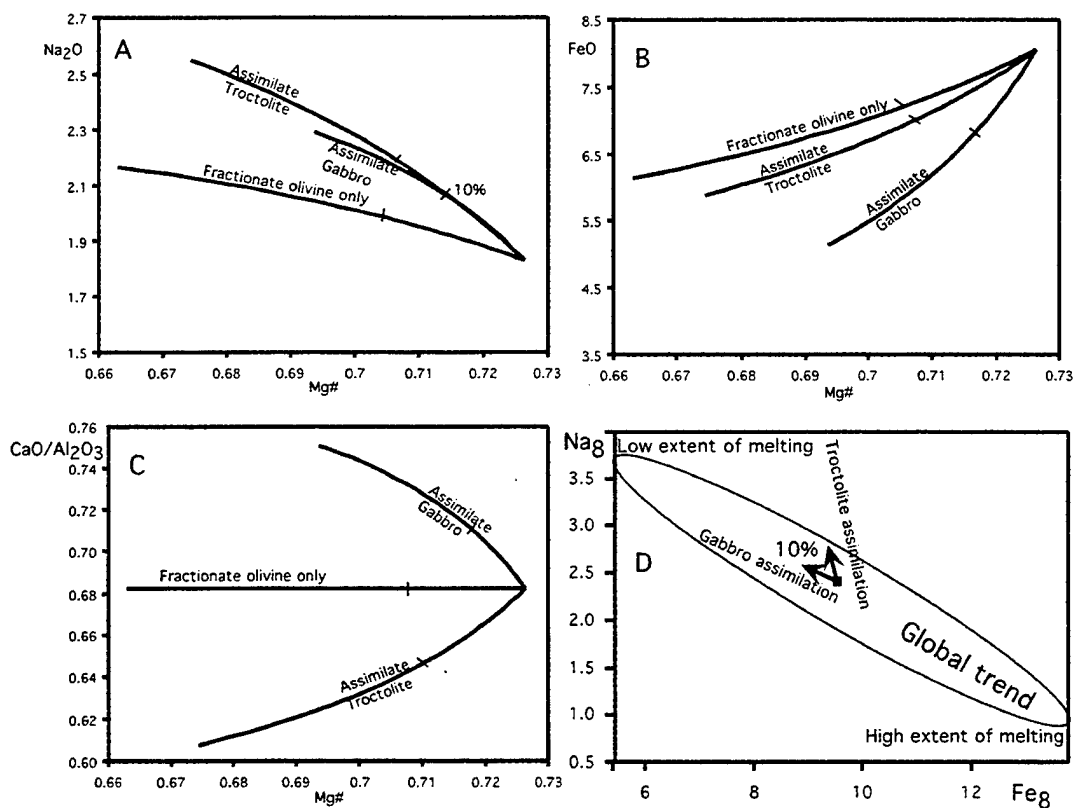 A
Na2O
2.7
2.5
2.3
2.1
1.9
1.7
1.5
Assimilate
Troctolite
Assimilate
Gabbro
10%
Fractionate olivine only
0.66
0.67
0.68
0.69
0.7
0.71
0.72
0.73
Mg#
B
FeO
8.5
7.5
6.5
5.5
4.5
3.5
Fractionate olivine only
Assimilate
Troctolite
Assimilate
Gabbro
0.66
0.67
0.68
0.69
0.7
0.71
0.72
0.73
Mg#
C
CaO/Al2O3
0.76
0.74
0.72
0.70
0.68
0.66
0.64
0.62
0.60
Assimilate
Gabbro
Fractionate olivine only
Assimilate
Troctolite
0.66
0.67
0.68
0.69
0.7
0.71
0.72
0.73
Mg#
D
Na8
3.5
3.0
2.5
2.0
1.5
1.0
0.5
Low extent of melting
Troctolite assimilation
Gabbro assimilation
10%
Global trend
High extent of melting
6
8
10
12
Fe8